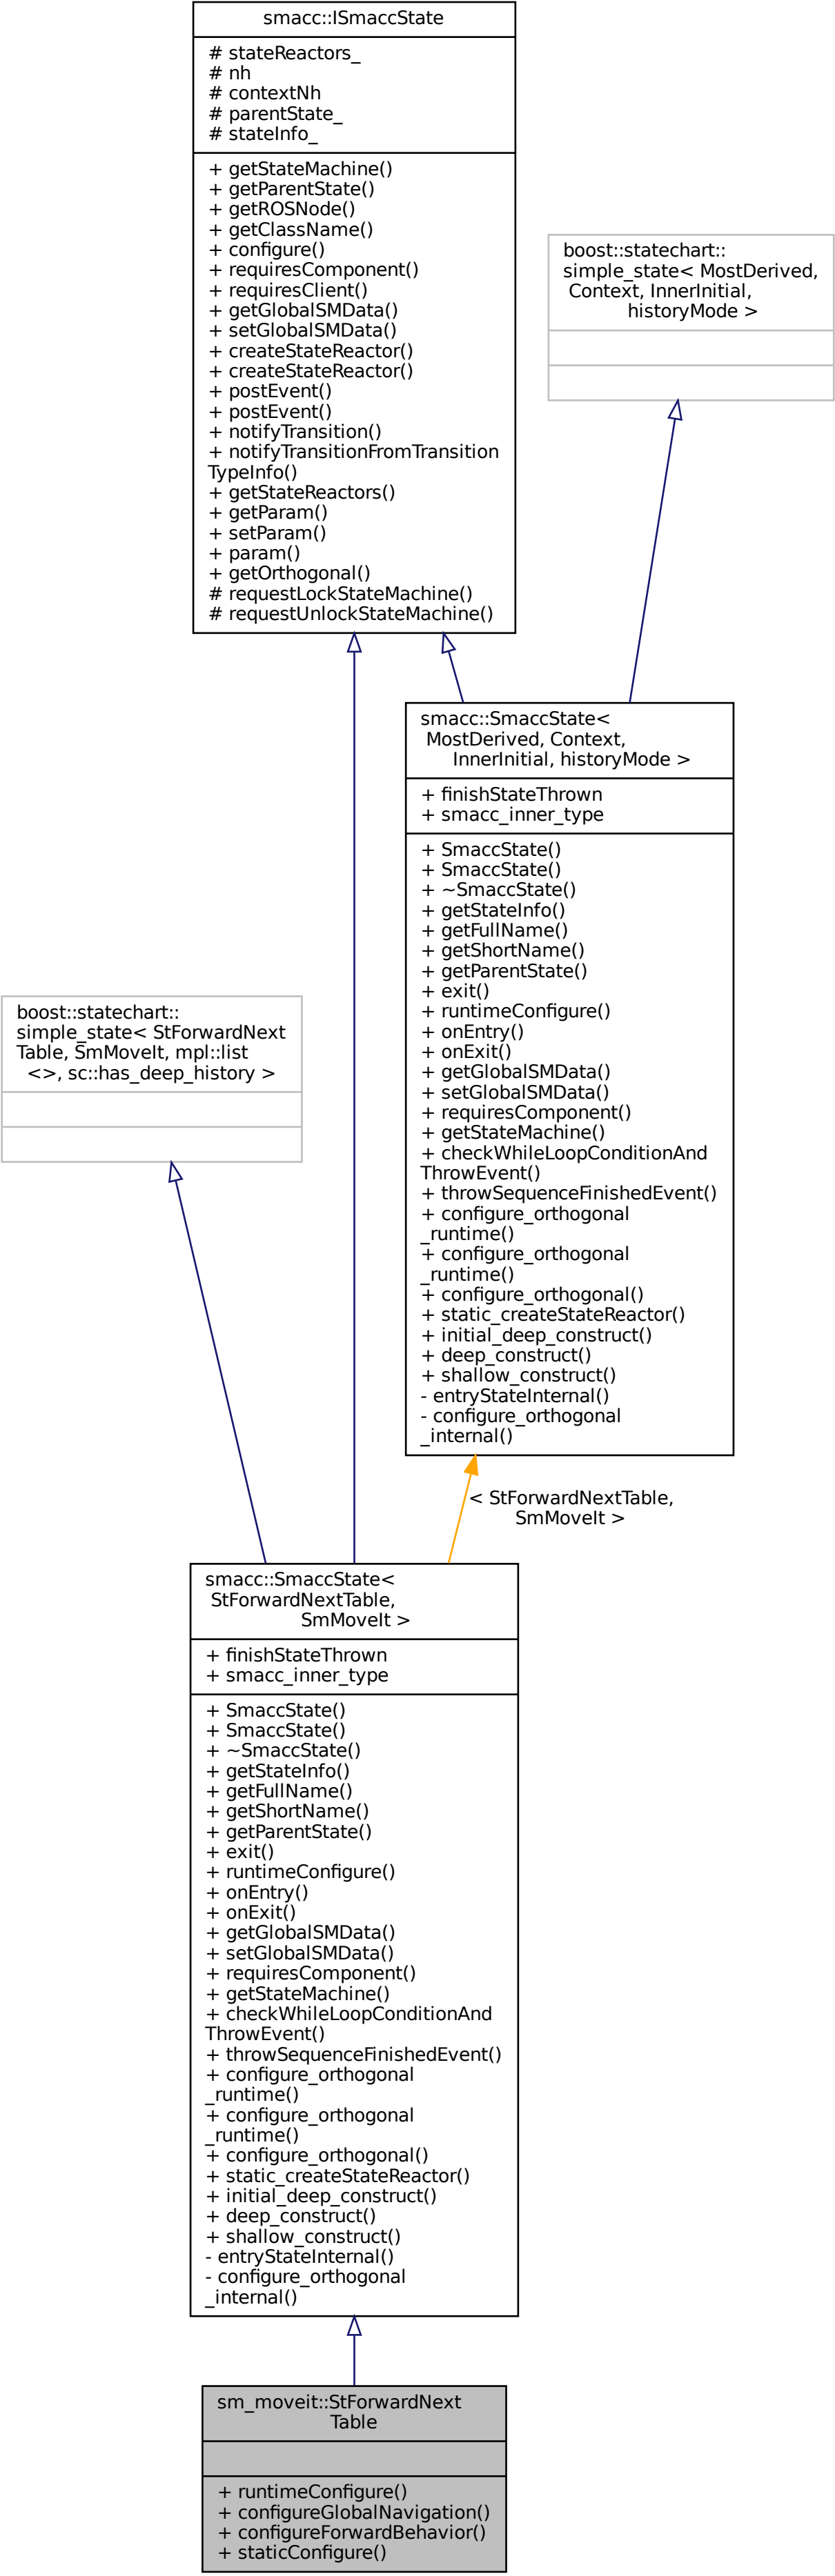 smacc::ISmaccState
# stateReactors_
# nh
# contextNh
# parentState_
# stateInfo_
+ getStateMachine()
+ getParentState()
+ getROSNode()
+ getClassName()
+ configure()
+ requiresComponent()
+ requiresClient()
+ getGlobalSMData()
+ setGlobalSMData()
+ createStateReactor()
+ createStateReactor()
+ postEvent()
+ postEvent()
+ notifyTransition()
+ notifyTransitionFromTransition
TypeInfo()
+ getStateReactors()
+ getParam()
+ setParam()
+ param()
+ getOrthogonal()
# requestLockStateMachine()
# requestUnlockStateMachine()
boost::statechart::
simple_state< MostDerived,
Context, InnerInitial,
historyMode >
smacc::SmaccState<
MostDerived, Context,
InnerInitial, historyMode >
+ finishStateThrown
+ smacc_inner_type
+ SmaccState()
+ SmaccState()
+ ~SmaccState()
+ getStateInfo()
+ getFullName()
+ getShortName()
+ getParentState()
+ exit()
+ runtimeConfigure()
+ onEntry()
+ onExit()
+ getGlobalSMData()
+ setGlobalSMData()
+ requiresComponent()
+ getStateMachine()
+ checkWhileLoopConditionAnd
ThrowEvent()
+ throwSequenceFinishedEvent()
+ configure_orthogonal
_runtime()
+ configure_orthogonal
_runtime()
+ configure_orthogonal()
+ static_createStateReactor()
+ initial_deep_construct()
+ deep_construct()
+ shallow_construct()
- entryStateInternal()
- configure_orthogonal
_internal()
boost::statechart::
simple_state< StForwardNext
Table, SmMoveIt, mpl::list
<>, sc::has_deep_history >
< StForwardNextTable,
SmMoveIt >
smacc::SmaccState<
StForwardNextTable,
SmMoveIt >
+ finishStateThrown
+ smacc_inner_type
+ SmaccState()
+ SmaccState()
+ ~SmaccState()
+ getStateInfo()
+ getFullName()
+ getShortName()
+ getParentState()
+ exit()
+ runtimeConfigure()
+ onEntry()
+ onExit()
+ getGlobalSMData()
+ setGlobalSMData()
+ requiresComponent()
+ getStateMachine()
+ checkWhileLoopConditionAnd
ThrowEvent()
+ throwSequenceFinishedEvent()
+ configure_orthogonal
_runtime()
+ configure_orthogonal
_runtime()
+ configure_orthogonal()
+ static_createStateReactor()
+ initial_deep_construct()
+ deep_construct()
+ shallow_construct()
- entryStateInternal()
- configure_orthogonal
_internal()
sm_moveit::StForwardNext
Table
+ runtimeConfigure()
+ configureGlobalNavigation()
+ configureForwardBehavior()
+ staticConfigure()